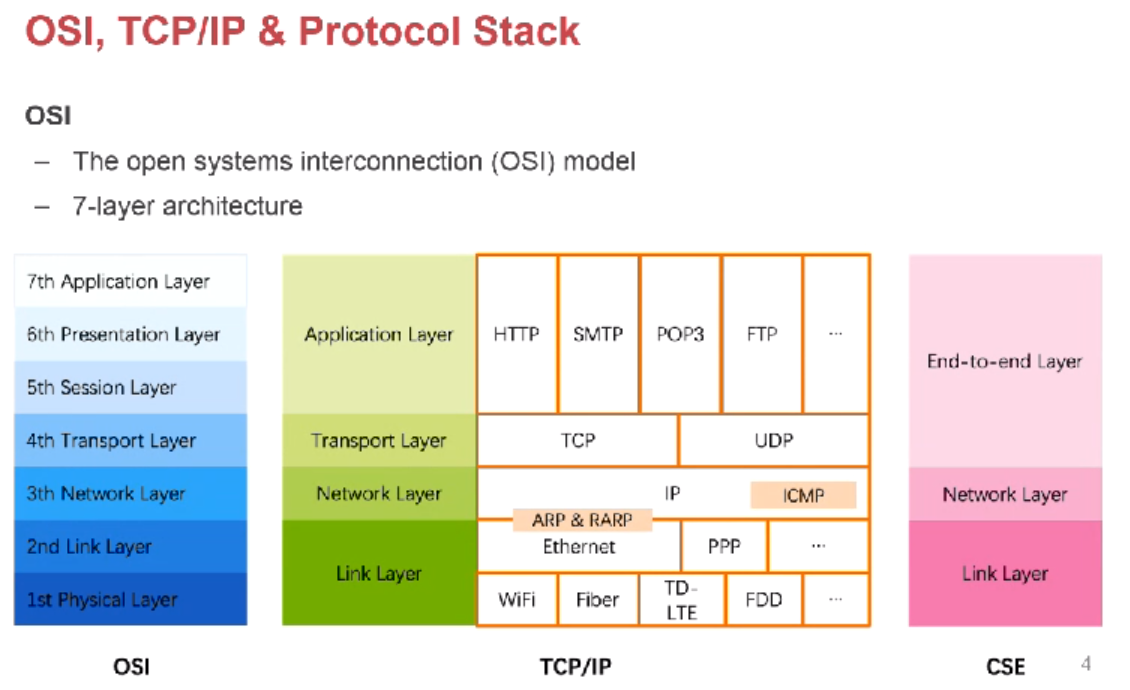 OSI, TCP/IP & Protocol Stack
OSI
– The open systems interconnection (OSI) model
– 7-layer architecture
7th Application Layer
6th Presentation Layer
5th Session Layer
4th Transport Layer
3th Network Layer
2nd Link Layer
1st Physical Layer
OSI
Application Layer
HTTP
SMTP
POP3
FTP
...
Transport Layer
TCP
UDP
Network Layer
IP
ICMP
ARP & RARP
Link Layer
Ethernet
PPP
...
WiFi
Fiber
TD-
LTE
FDD
...
TCP/IP
End-to-end Layer
Network Layer
Link Layer
CSE
4